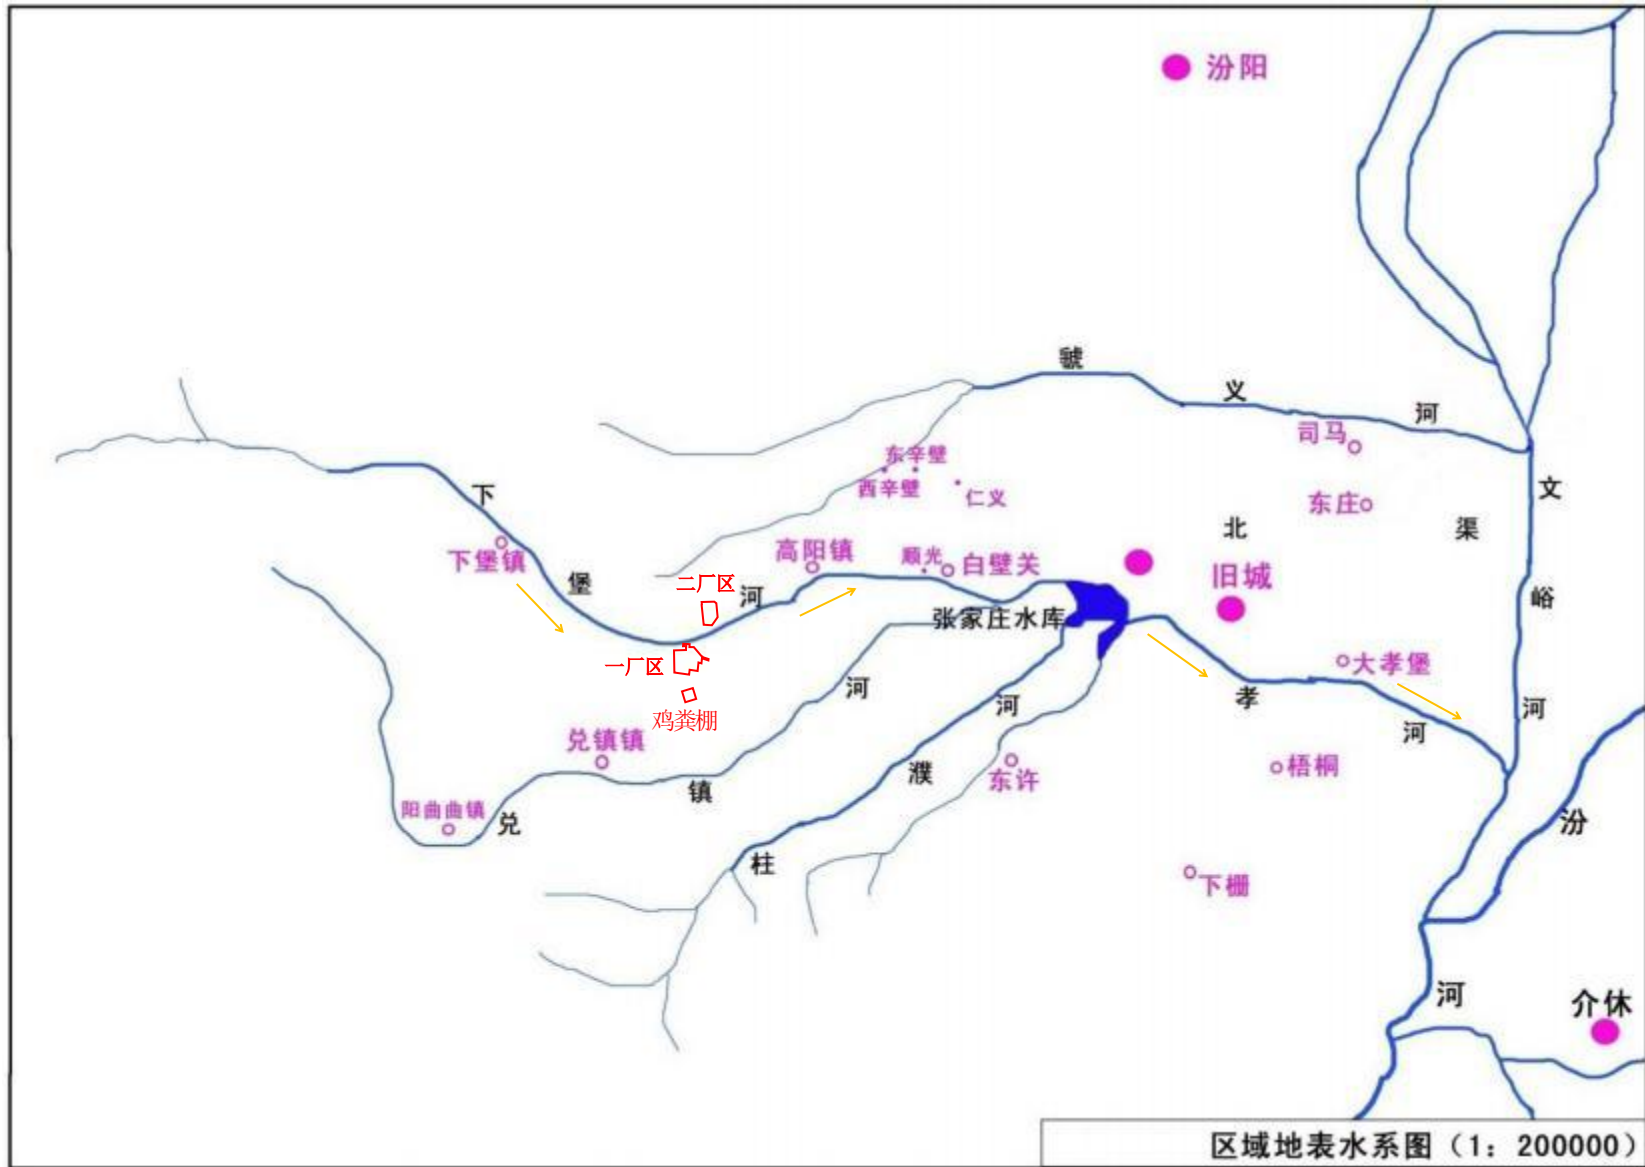 汾阳
虢
义
河
司马
东辛壁
西辛壁
仁义
下
文
东庄
北
渠
下堡镇
高阳镇
顺光
白壁关
二厂区
堡
河
旧城
峪
张家庄水库
一厂区
大孝堡
鸡粪棚
河
河
孝
河
河
兑镇镇
镇
濮
东许
梧桐
阳曲曲镇
兑
柱
汾
下栅
河
介休
区域地表水系图（1：200000）